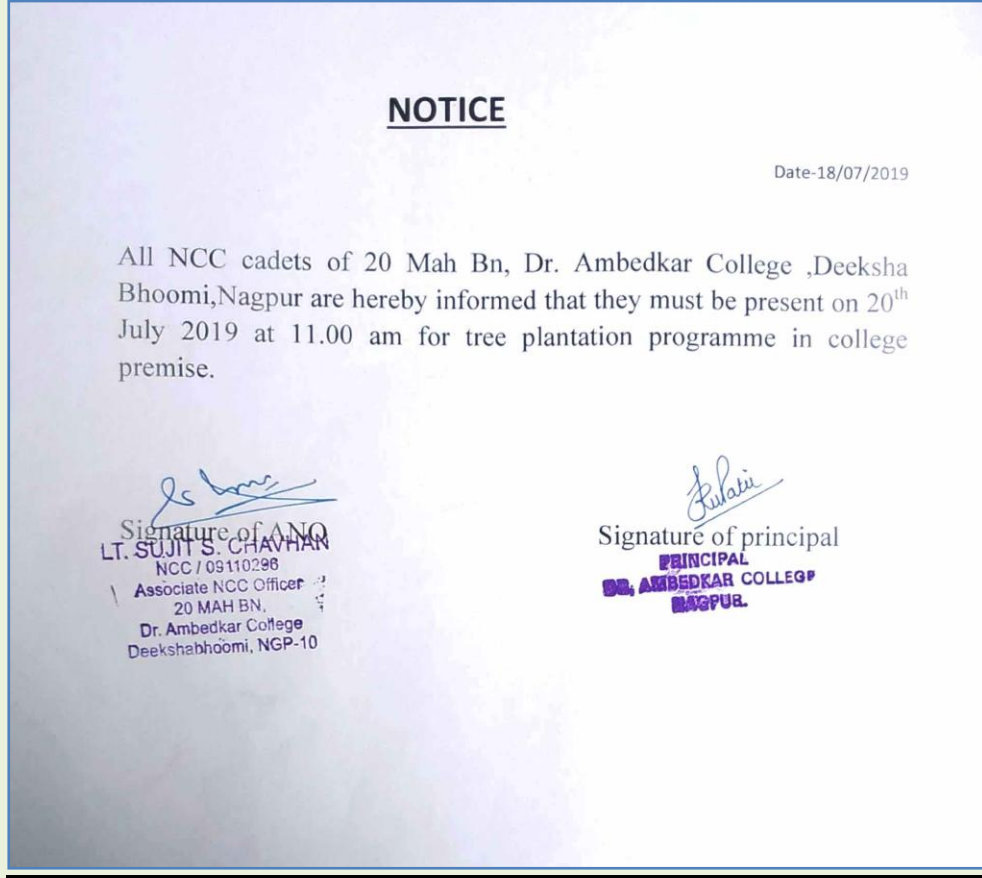 NOTICE
Date-18/07/2019
All NCC cadets of 20 Mah Bn, Dr. Ambedkar College ,Deeksha
Bhoomi,Nagpur are hereby informed that they must be present on 20th
July 2019 at 11.00 am for tree plantation programme in college
premise.
Signature of ANO
LT. SUJIT S. CHAVHAN
NCC / 09110296
Associate NCC Officer
20 MAH BN.
Dr. Ambedkar College
Deekshabhoomi, NGP-10
Signature of principal
PRINCIPAL
DR, AMBEDKAR COLLEGE
NAGPUR.